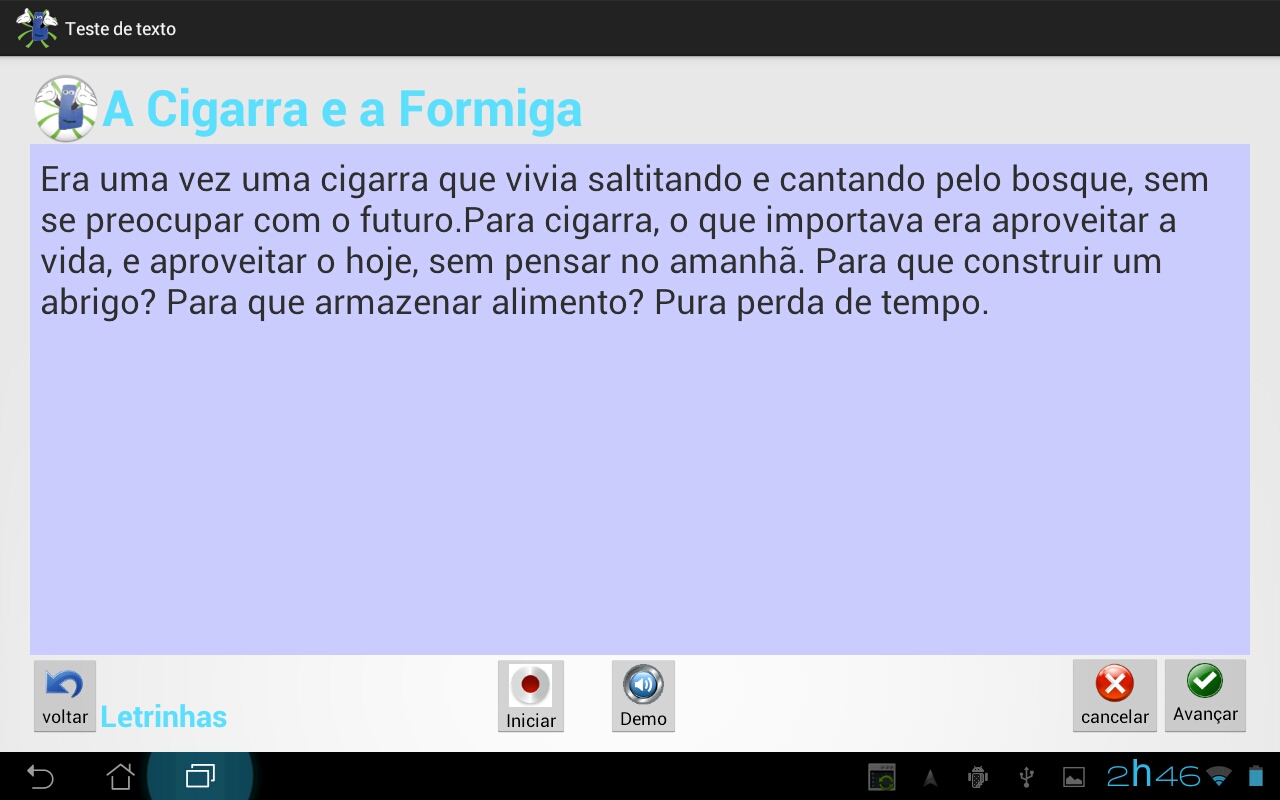 Teste de texto
A Cigarra e a Formiga
Era uma vez uma cigarra que vivia saltitando e cantando pelo bosque, sem
se preocupar com o futuro.Para cigarra, o que importava era aproveitar a
vida, e aproveitar o hoje, sem pensar no amanhã. Para que construir um
abrigo? Para que armazenar alimento? Pura perda de tempo.
voltar
Letrinhas
Iniciar
Demo
cancelar
Avançar
2h46